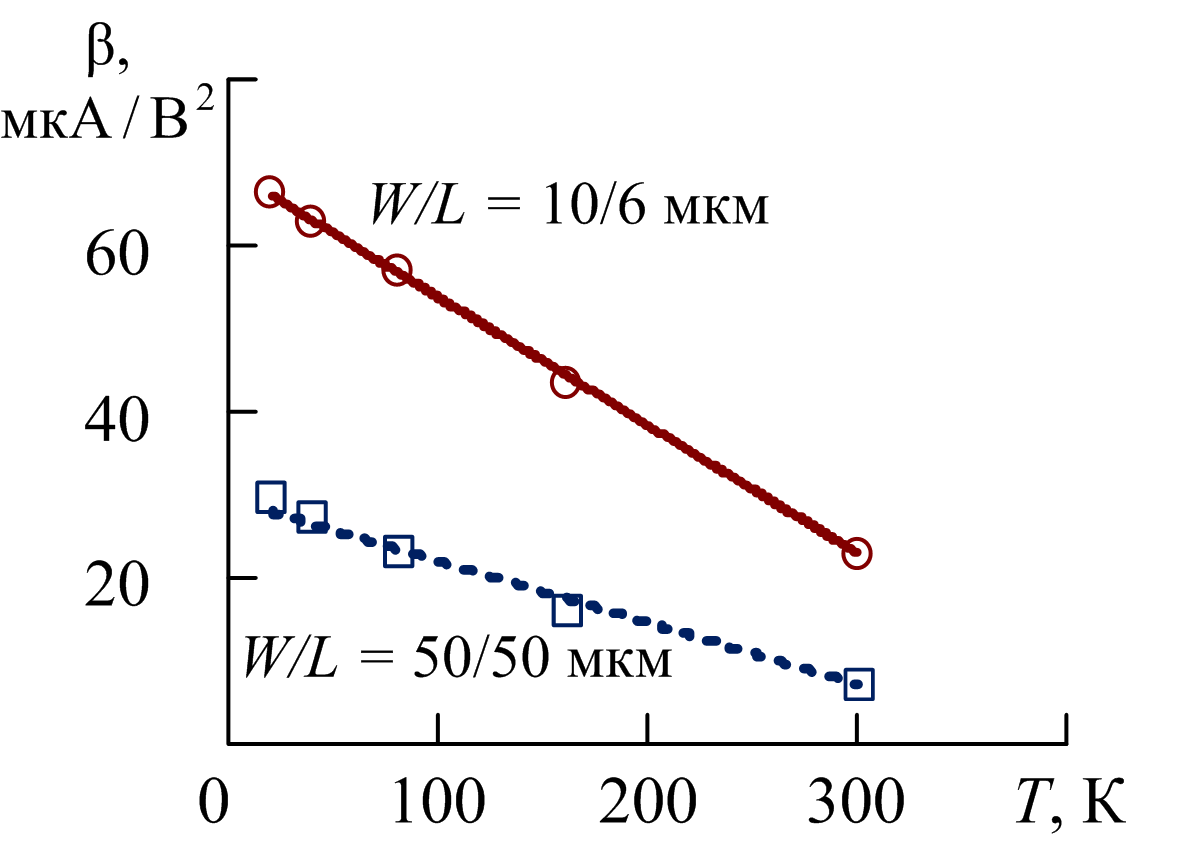 β,
мкА / В²
W/L = 10/6 мкм
60
40
20
W/L = 50/50 мкм
0 100 200 300 T, К